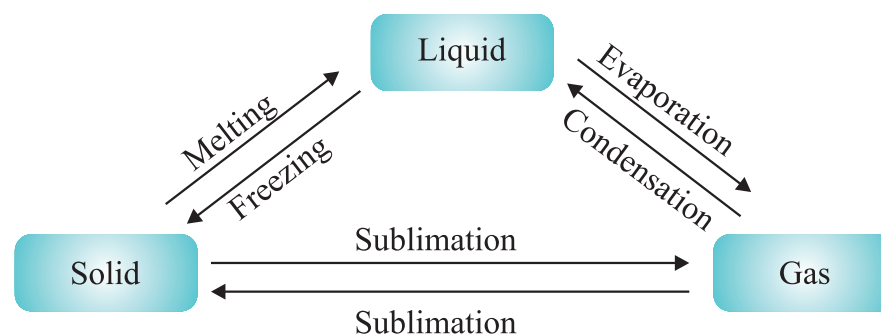 Liquid
Melting
Freezing
Evaporation
Condensation
Solid
Sublimation
Sublimation
Gas